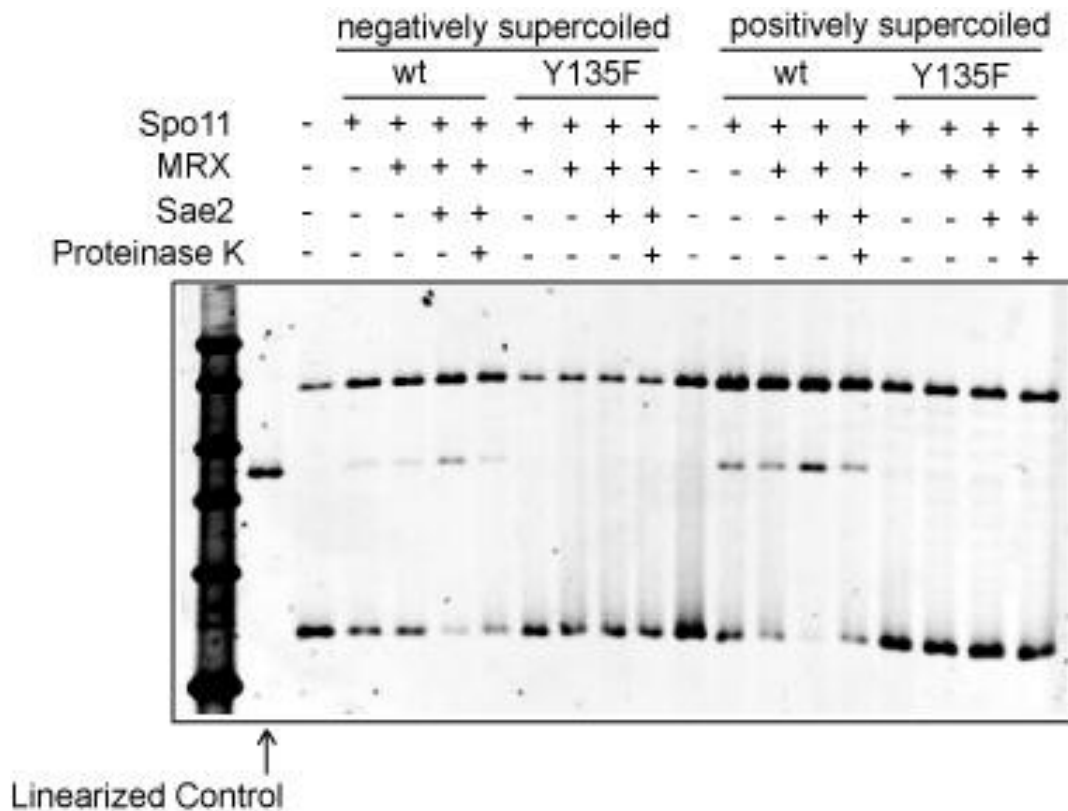 negatively supercoiled positively supercoiled
wt Y135F wt Y135F
Spo11 - + + + + + + + + - + + + + + + + +
MRX - - + + + - + + + - - + + + - + + +
Sae2 - - - + + - - + + - - - + + - - + +
Proteinase K - - - - + - - - + - - - - + - - - +
Linearized Control